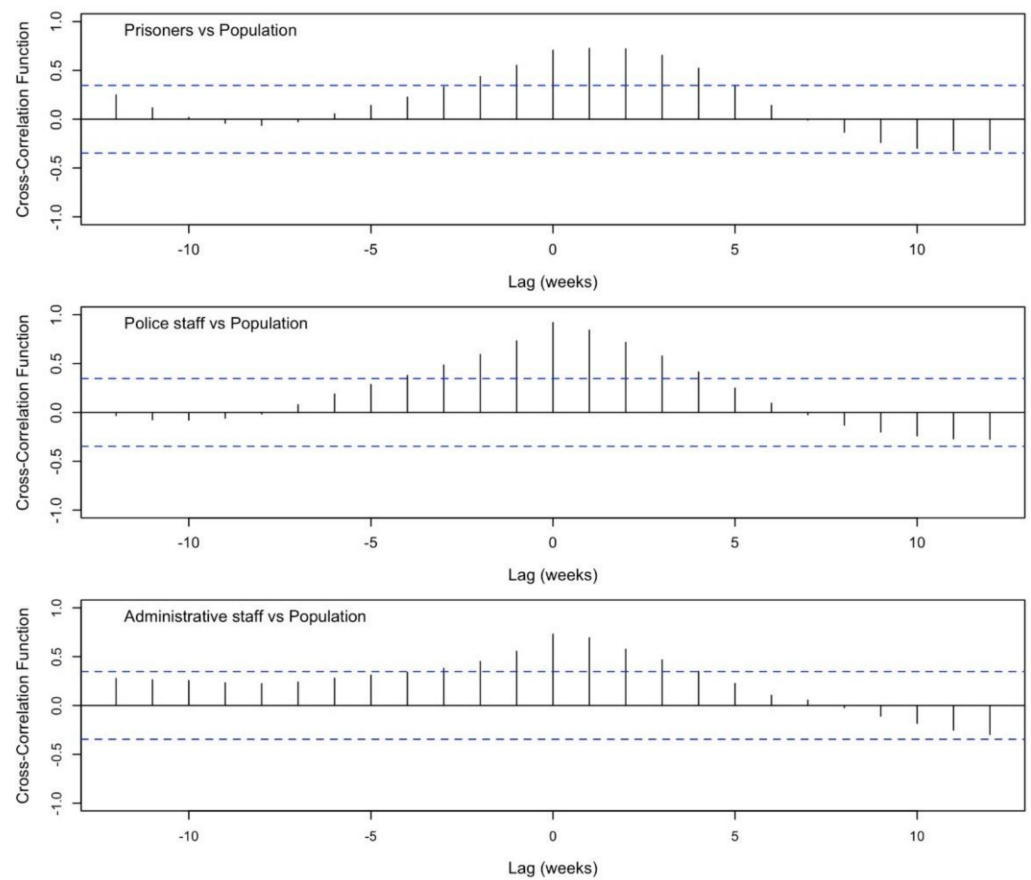 Prisoners vs Population
Cross-Correlation Function
1.0
0.5
0.0
-0.5
-1.0
-10 -5 0 5 10
Lag (weeks)
Police staff vs Population
Cross-Correlation Function
1.0
0.5
0.0
-0.5
-1.0
-10 -5 0 5 10
Lag (weeks)
Administrative staff vs Population
Cross-Correlation Function
1.0
0.5
0.0
-0.5
-1.0
-10 -5 0 5 10
Lag (weeks)